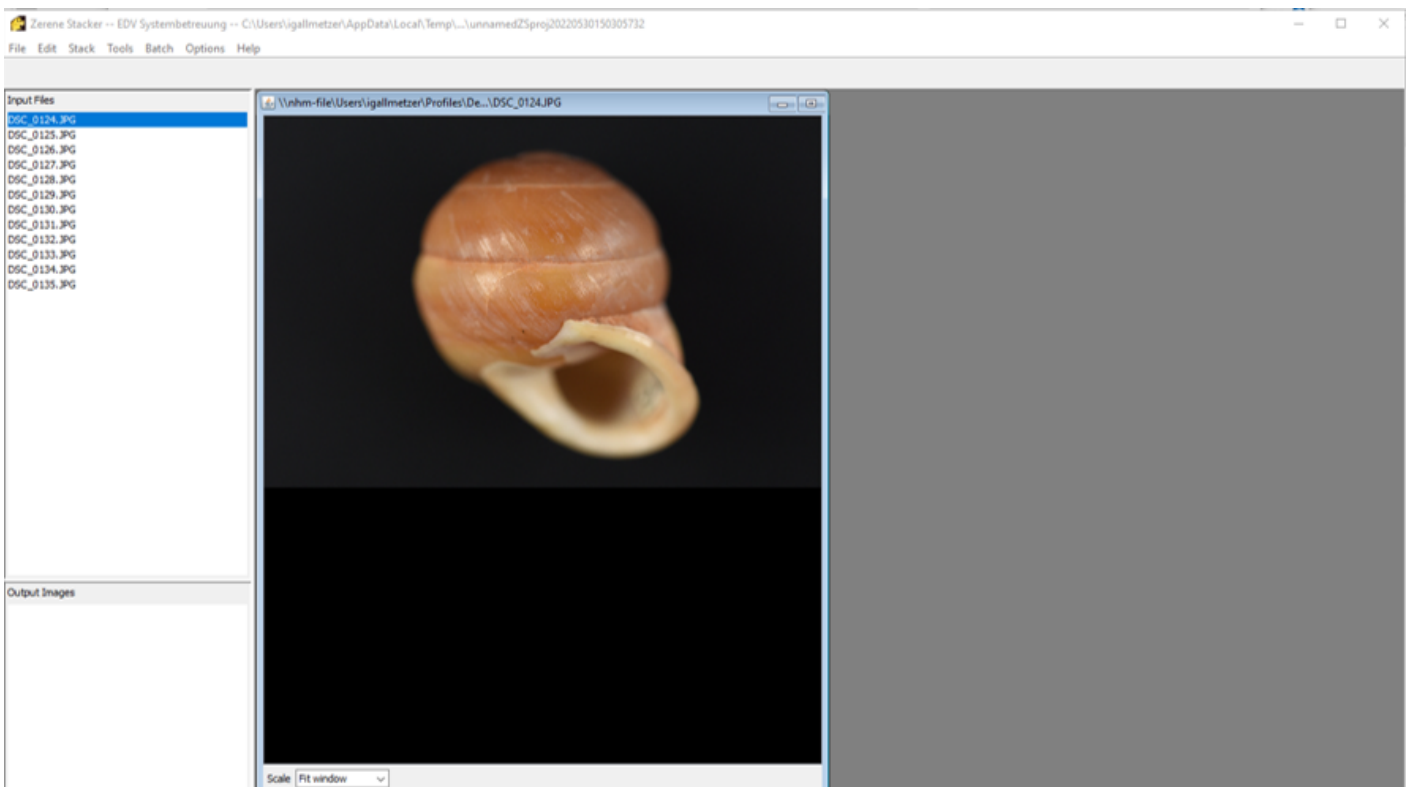 Zerene Stacker -- EDV Systembetreuung -- C:\Users\igallmetzer\AppData\Local\Temp\...\unnamedZSproj20220530150305732
File Edit Stack Tools Batch Options Help
Input Files
DSC_0124.JPG
DSC_0125.JPG
DSC_0126.JPG
DSC_0127.JPG
DSC_0128.JPG
DSC_0129.JPG
DSC_0130.JPG
DSC_0131.JPG
DSC_0132.JPG
DSC_0133.JPG
DSC_0134.JPG
DSC_0135.JPG
Output Images
\\nhm-file\Users\igallmetzer\Profiles\De...\DSC_0124.JPG
Scale Fit window